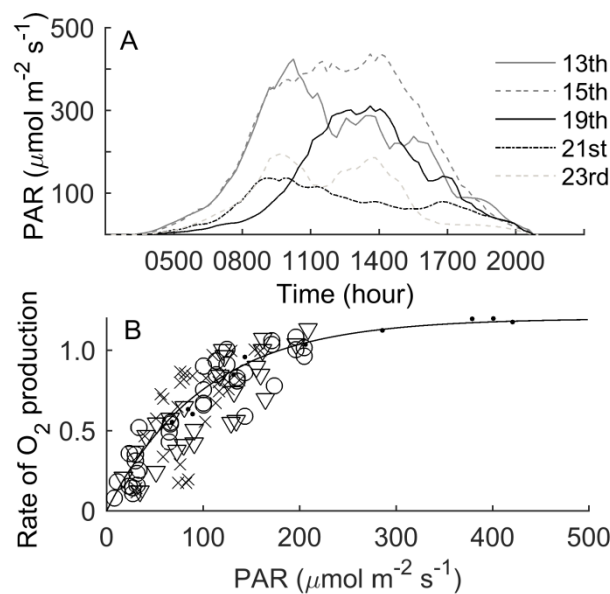 A
500
300
100
PAR (μmol m⁻² s⁻¹)
13th
15th
19th
21st
23rd
0500 0800 1100 1400 1700 2000
Time (hour)
B
1.0
0.5
0
Rate of O₂ production
0 100 200 300 400 500
PAR (μmol m⁻² s⁻¹)